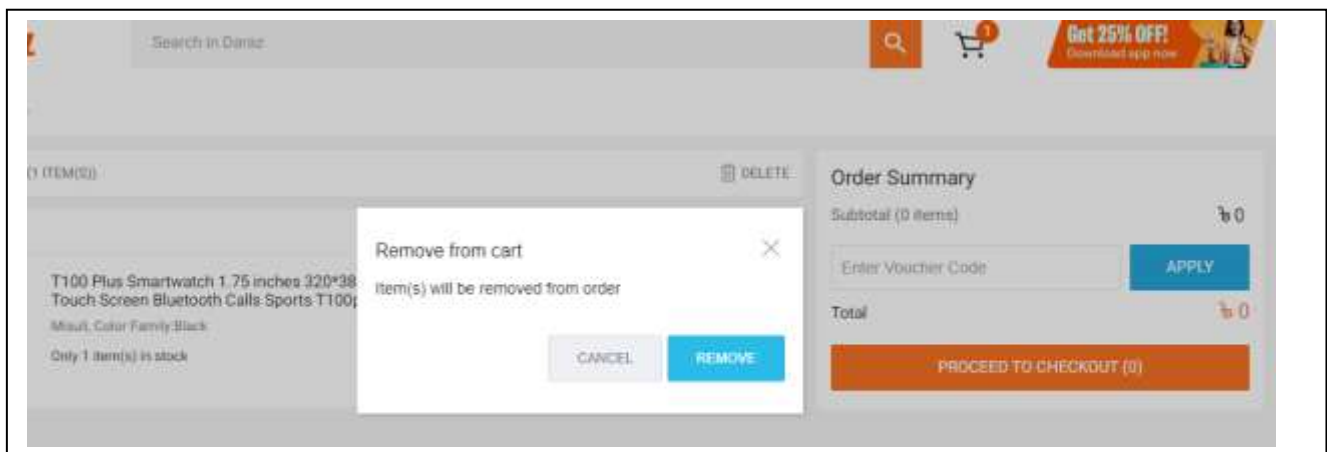 Search in Daraz
1
Get 25% OFF!
Download app now
(1 ITEM(S))
DELETE
Order Summary
Subtotal (0 items)
৳ 0
Remove from cart
Item(s) will be removed from order
Enter Voucher Code
APPLY
T100 Plus Smartwatch 1.75 inches 320*38
Touch Screen Bluetooth Calls Sports T100p
Color Family:Black
Total
৳ 0
Only 1 item(s) in stock
CANCEL
REMOVE
PROCEED TO CHECKOUT (0)